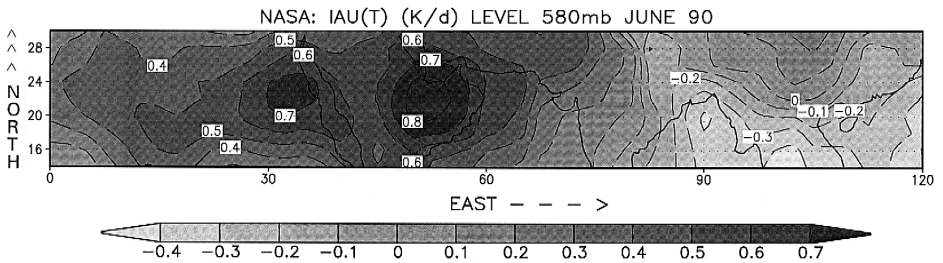 NASA: IAU(T) (K/d) LEVEL 580mb JUNE 90
0.5 0.6
28 0.6
0.4 0.7
24 -0.2
0 -0.1 -0.2
20 0.7 0.8
0.5 -0.3
16 0.4 0.6
< < < NORTH
0 30 60 90 120
EAST - - - >
-0.4 -0.3 -0.2 -0.1 0 0.1 0.2 0.3 0.4 0.5 0.6 0.7